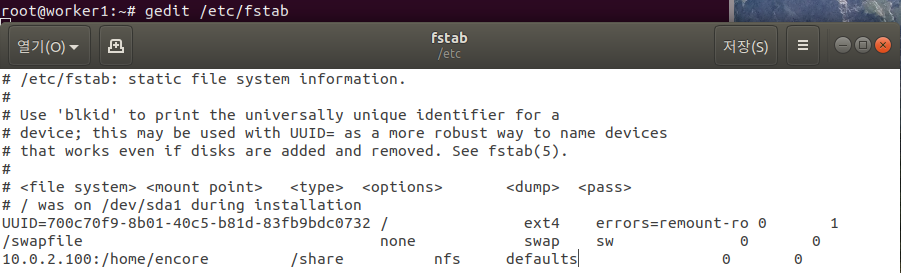 root@worker1:~# gedit /etc/fstab
열기(O)
fstab
/etc
저장(S)
# /etc/fstab: static file system information.
#
# Use 'blkid' to print the universally unique identifier for a
# device; this may be used with UUID= as a more robust way to name devices
# that works even if disks are added and removed. See fstab(5).
#
# <file system> <mount point>   <type>  <options>       <dump>  <pass>
# / was on /dev/sda1 during installation
UUID=700c70f9-8b01-40c5-b81d-83fb9bdc0732 /               ext4    errors=remount-ro 0       1
/swapfile                                 none            swap    sw              0       0
10.0.2.100:/home/encore         /share          nfs     defaults                0       0